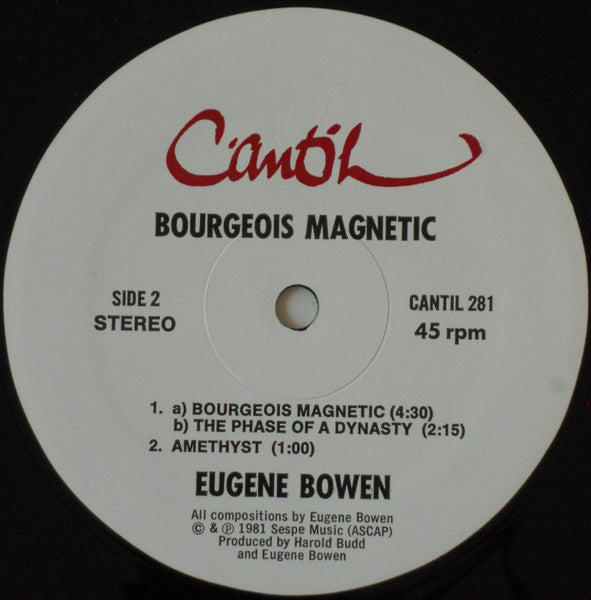 Cantil
BOURGEOIS MAGNETIC
SIDE 2
STEREO
CANTIL 281
45 rpm
1. a) BOURGEOIS MAGNETIC (4:30)
b) THE PHASE OF A DYNASTY (2:15)
2. AMETHYST (1:00)
EUGENE BOWEN
All compositions by Eugene Bowen
© & ℗ 1981 Sespe Music (ASCAP)
Produced by Harold Budd
and Eugene Bowen